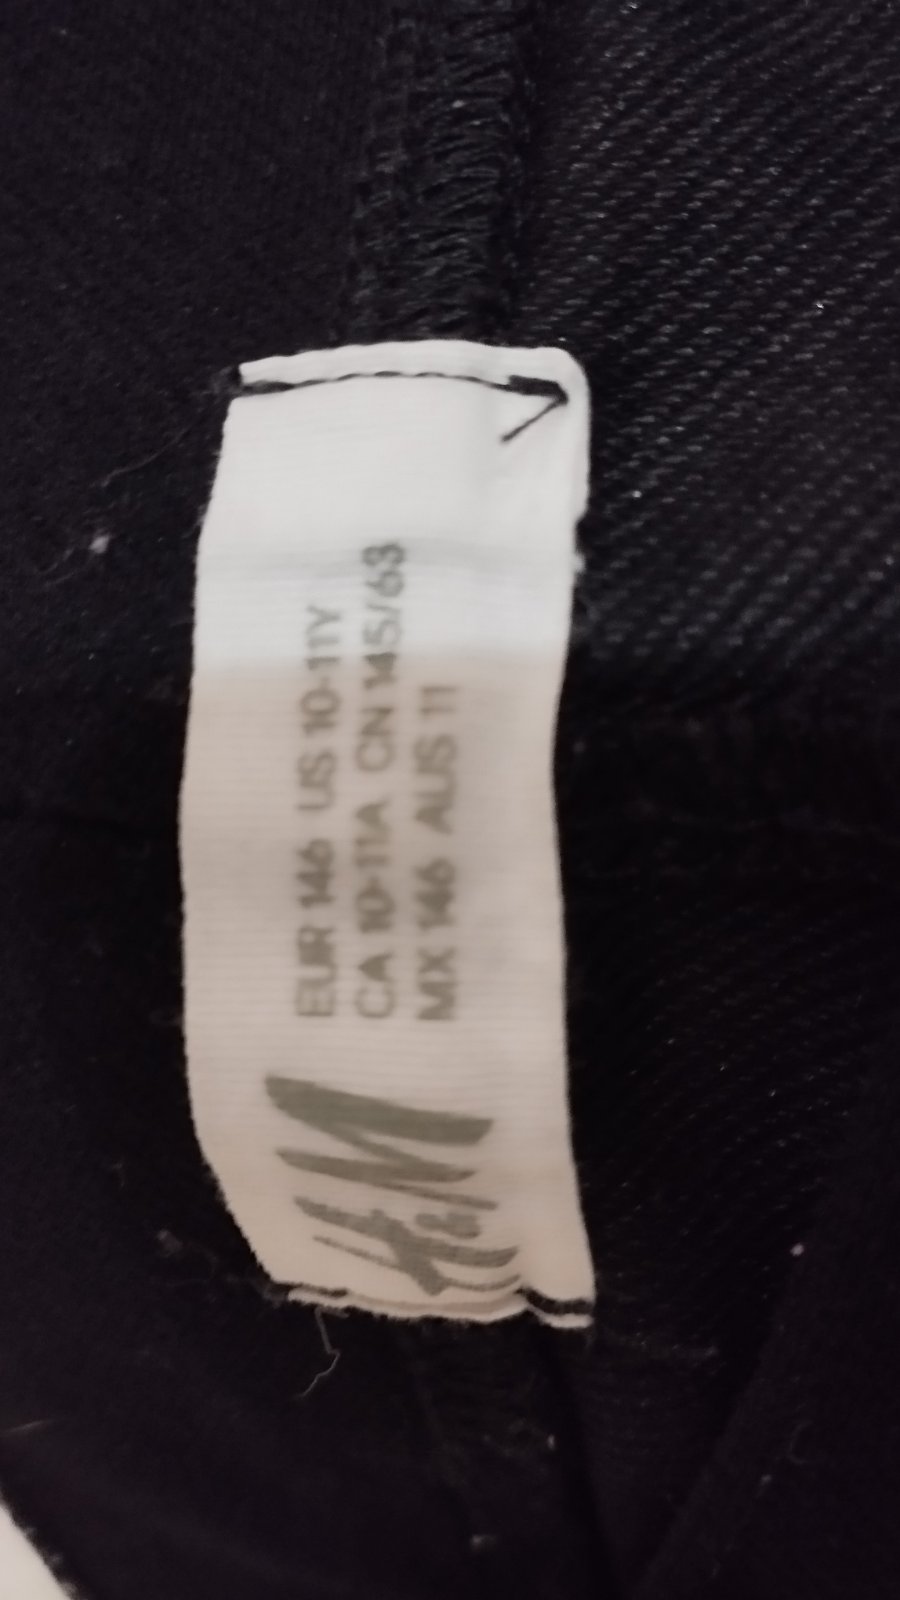 H&M
EUR 146 US 10-11Y
CA 10-11A CN 145/63
MX 146 AUS 11